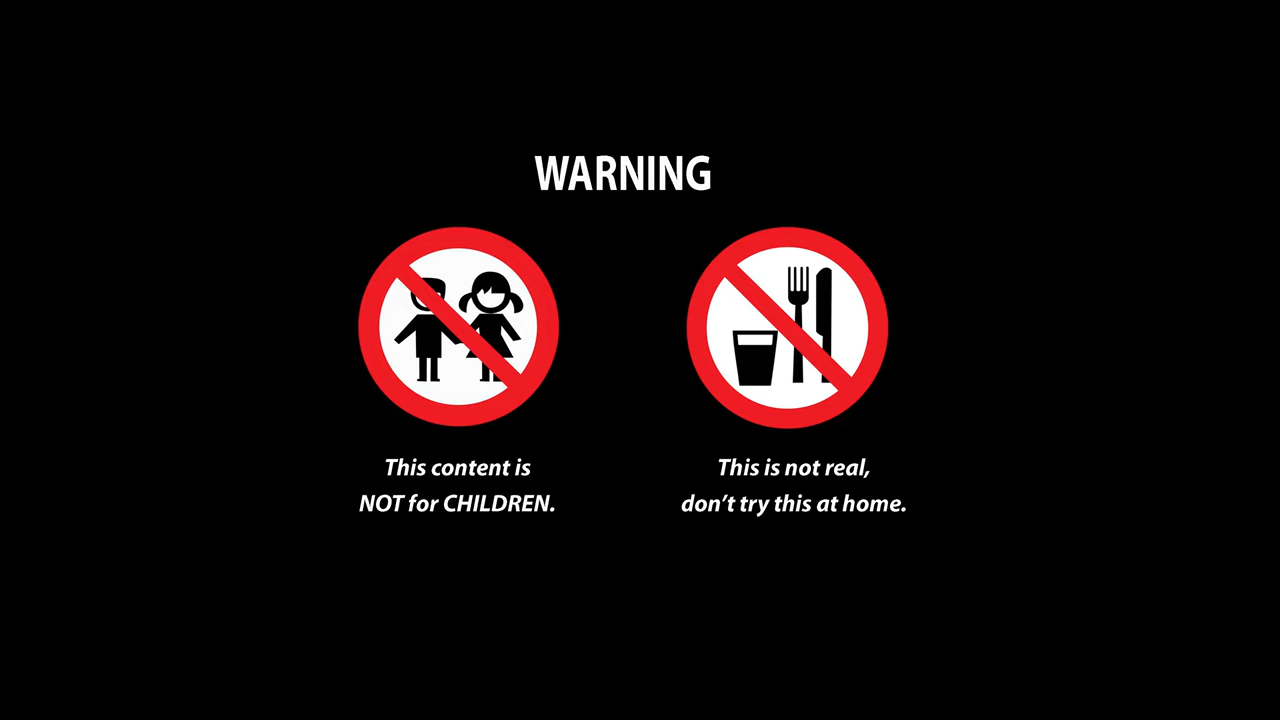 WARNING
This content is
NOT for CHILDREN.
This is not real,
don't try this at home.